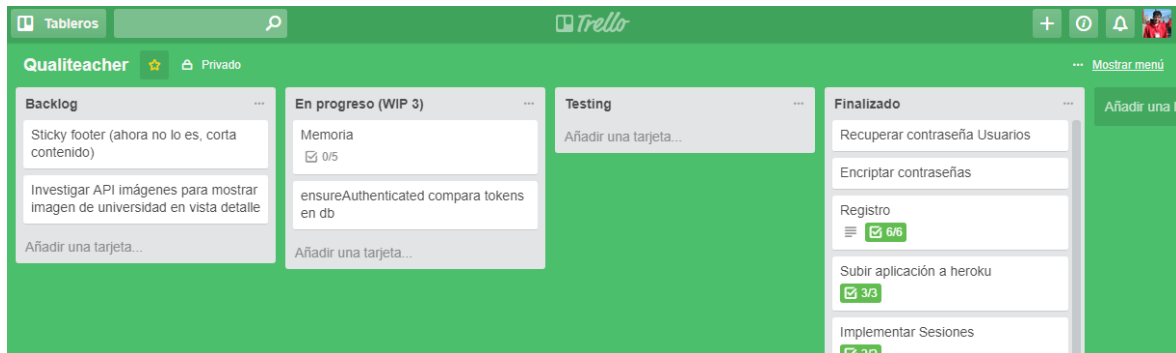 Tableros
Trello
Qualiteacher
Privado
... Mostrar menú
Backlog
Sticky footer (ahora no lo es, corta
contenido)
Investigar API imágenes para mostrar
imagen de universidad en vista detalle
Añadir una tarjeta...
En progreso (WIP 3)
Memoria
0/5
ensureAuthenticated compara tokens
en db
Añadir una tarjeta...
Testing
Añadir una tarjeta...
Finalizado
Recuperar contraseña Usuarios
Encriptar contraseñas
Registro
6/6
Subir aplicación a heroku
3/3
Implementar Sesiones
Añadir una